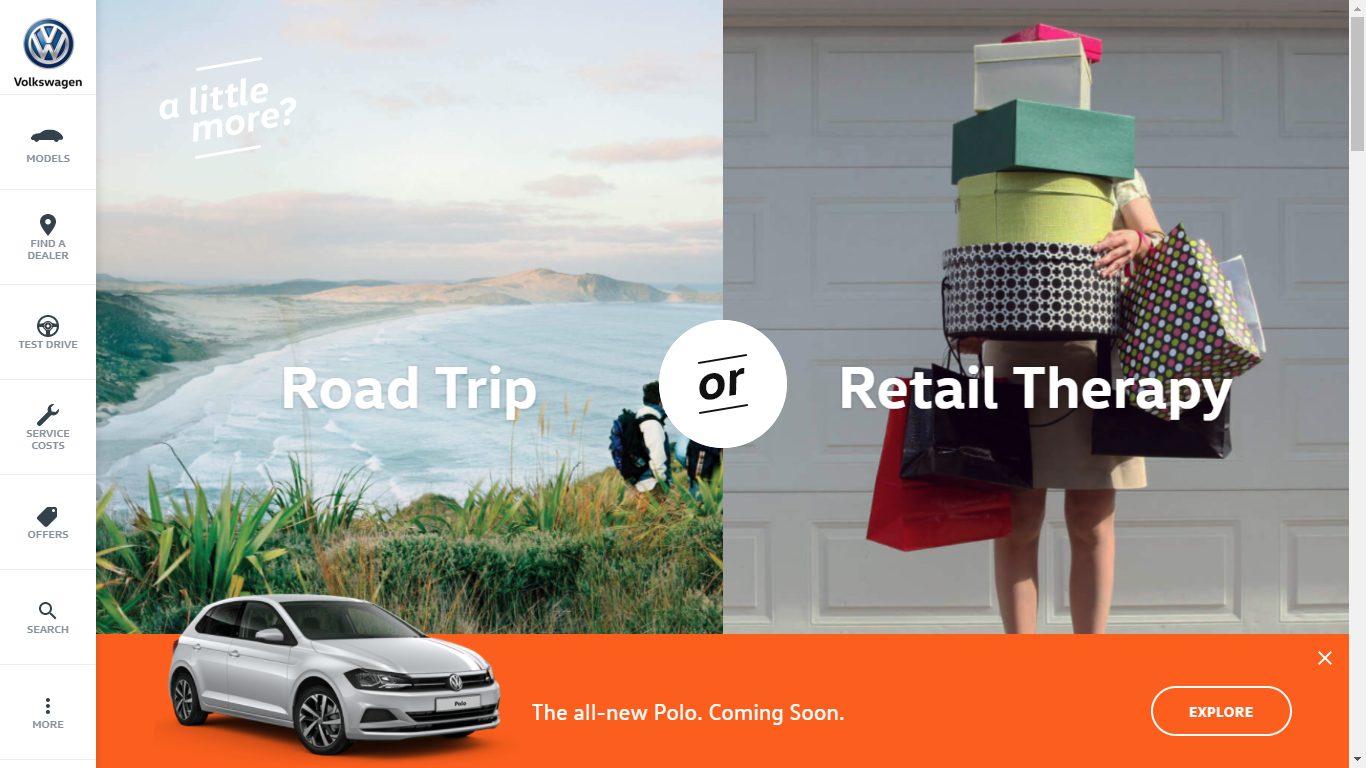 Volkswagen
MODELS
FIND A
DEALER
TEST DRIVE
SERVICE
COSTS
OFFERS
SEARCH
MORE
a little
more?
Road Trip
or
Retail Therapy
Polo
The all-new Polo. Coming Soon.
EXPLORE